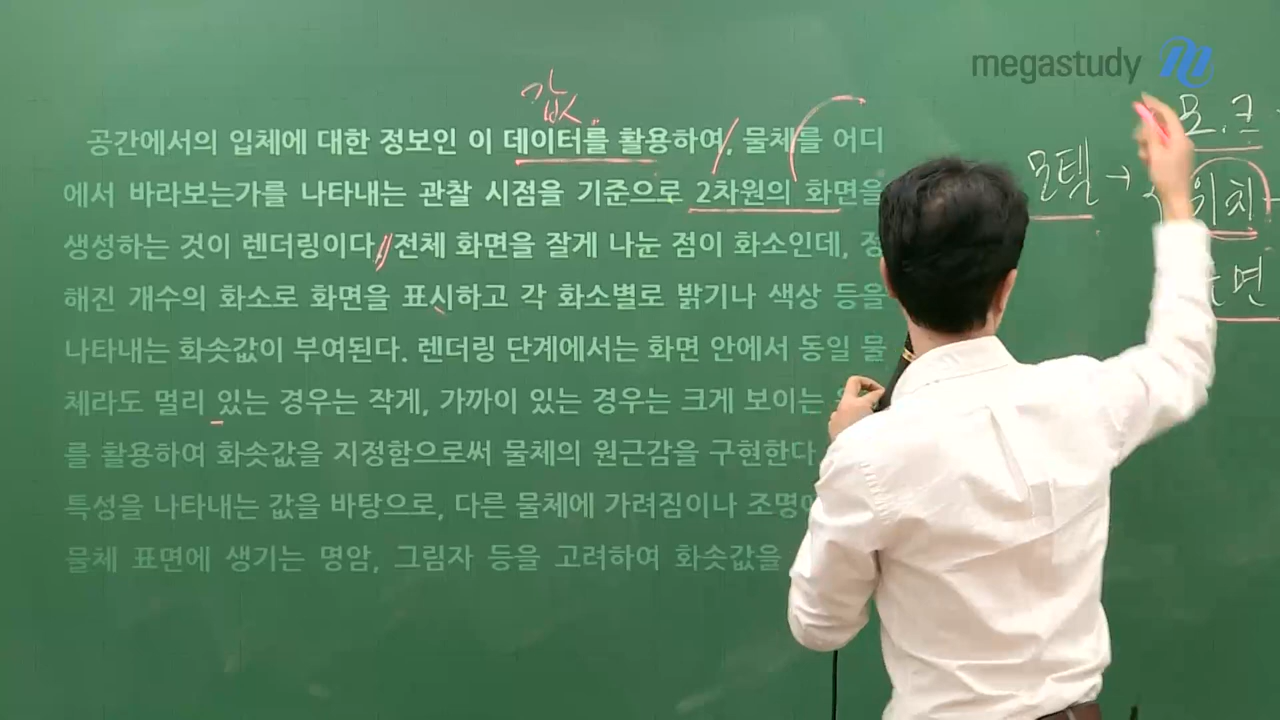 megastudy
값
공간에서의 입체에 대한 정보인 이 데이터를 활용하여, 물체를 어디
에서 바라보는가를 나타내는 관찰 시점을 기준으로 2차원의 화면을
생성하는 것이 렌더링이다. 전체 화면을 잘게 나눈 점이 화소인데, 정
해진 개수의 화소로 화면을 표시하고 각 화소별로 밝기나 색상 등을
나타내는 화솟값이 부여된다. 렌더링 단계에서는 화면 안에서 동일 물
체라도 멀리 있는 경우는 작게, 가까이 있는 경우는 크게 보이는
를 활용하여 화솟값을 지정함으로써 물체의 원근감을 구현한다
특성을 나타내는 값을 바탕으로, 다른 물체에 가려짐이나 조명에
물체 표면에 생기는 명암, 그림자 등을 고려하여 화솟값을
모.크
모델 →
위치
면